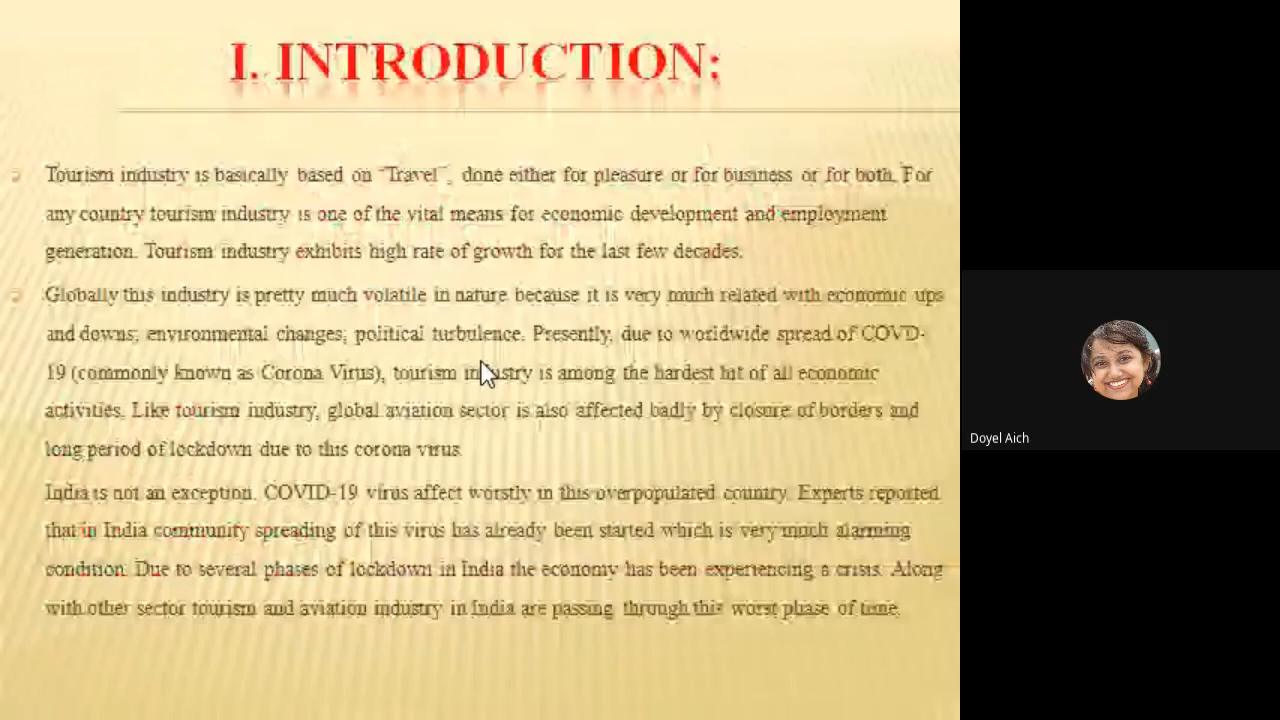 I. INTRODUCTION:
Tourism industry is basically based on "Travel", done either for pleasure or for business or for both. For
any country tourism industry is one of the vital means for economic development and employment
generation. Tourism industry exhibits high rate of growth for the last few decades.
Globally this industry is pretty much volatile in nature because it is very much related with economic ups
and downs; environmental changes; political turbulence. Presently, due to worldwide spread of COVD-
19 (commonly known as Corona Virus), tourism industry is among the hardest hit of all economic
activities. Like tourism industry, global aviation sector is also affected badly by closure of borders and
long period of lockdown due to this corona virus.
India is not an exception. COVID-19 virus affect worstly in this overpopulated country. Experts reported
that in India community spreading of this virus has already been started which is very much alarming
condition. Due to several phases of lockdown in India the economy has been experiencing a crisis. Along
with other sector tourism and aviation industry in India are passing through this worst phase of time.
Doyel Aich